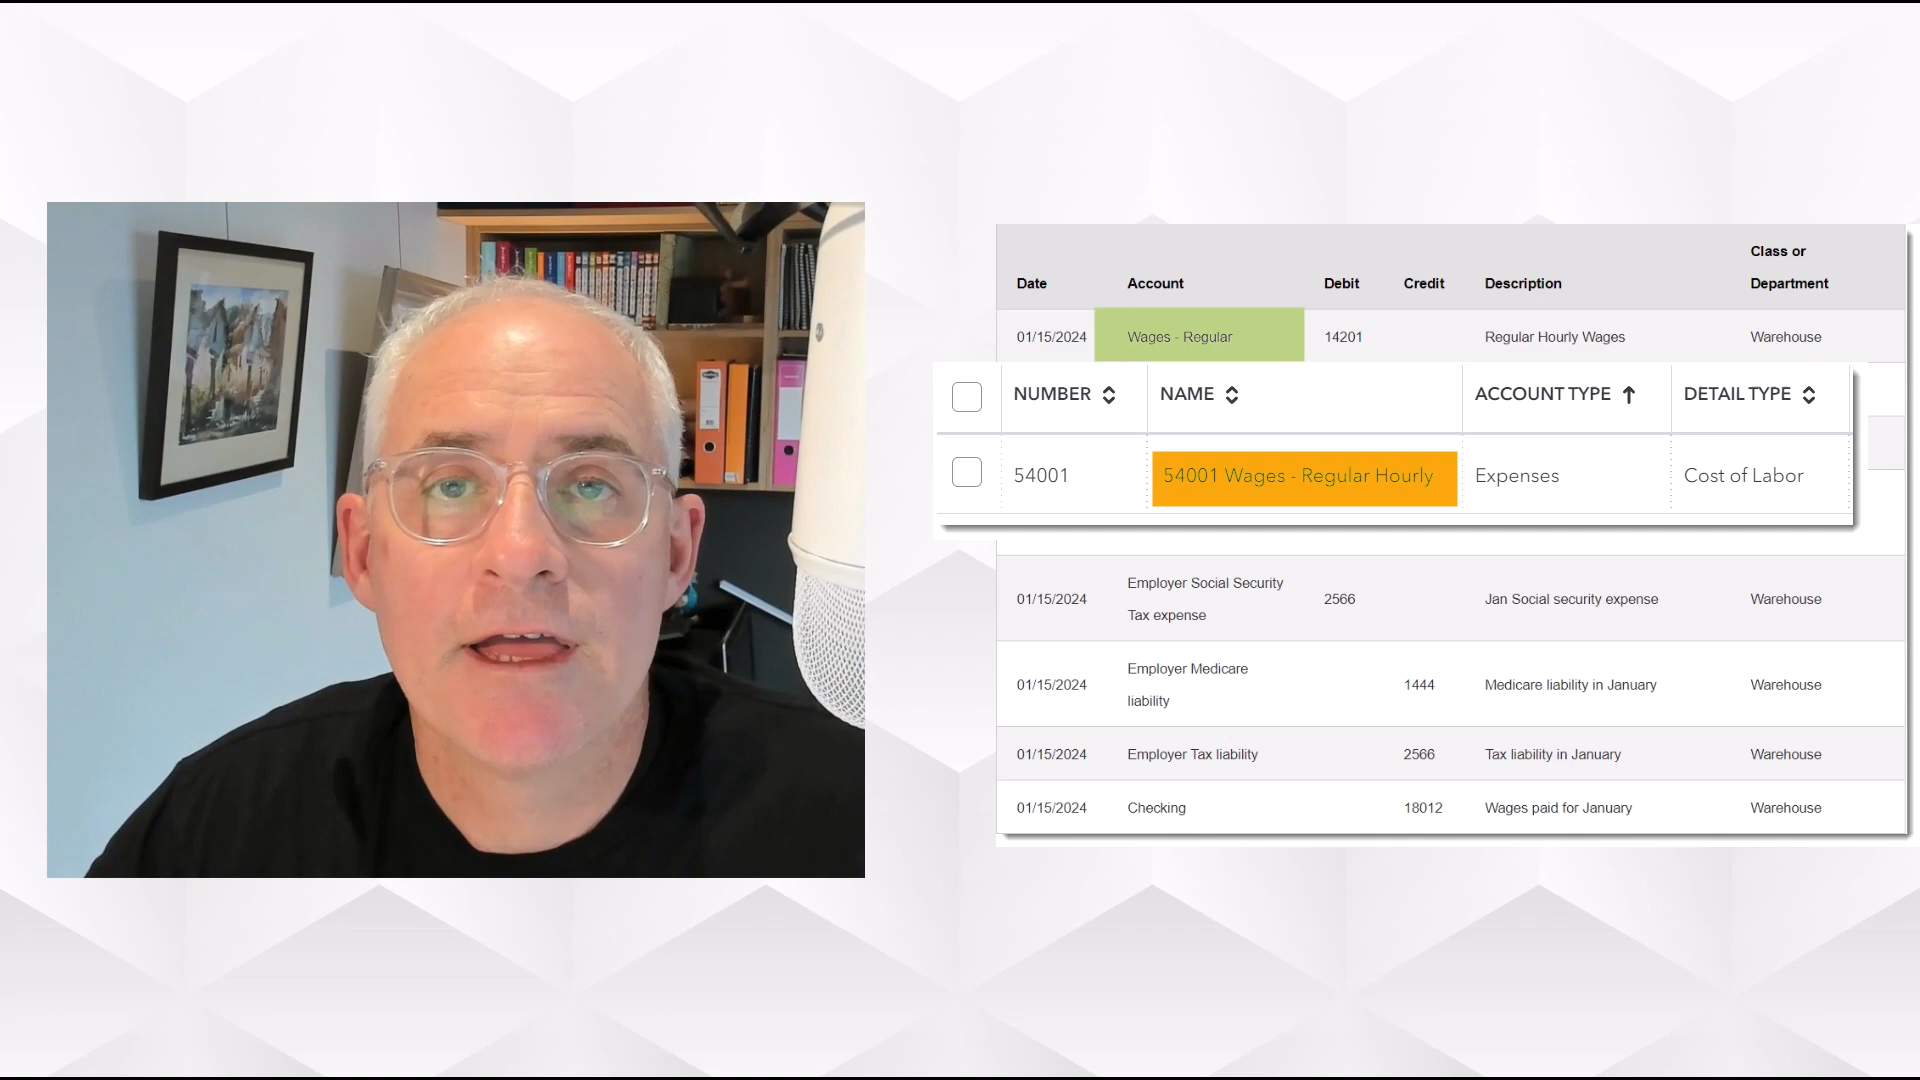 Date Account Debit Credit Description Class or Department
01/15/2024 Wages - Regular 14201 Regular Hourly Wages Warehouse
NUMBER NAME ACCOUNT TYPE DETAIL TYPE
54001 54001 Wages - Regular Hourly Expenses Cost of Labor
01/15/2024 Employer Social Security Tax expense 2566 Jan Social security expense Warehouse
01/15/2024 Employer Medicare liability 1444 Medicare liability in January Warehouse
01/15/2024 Employer Tax liability 2566 Tax liability in January Warehouse
01/15/2024 Checking 18012 Wages paid for January Warehouse